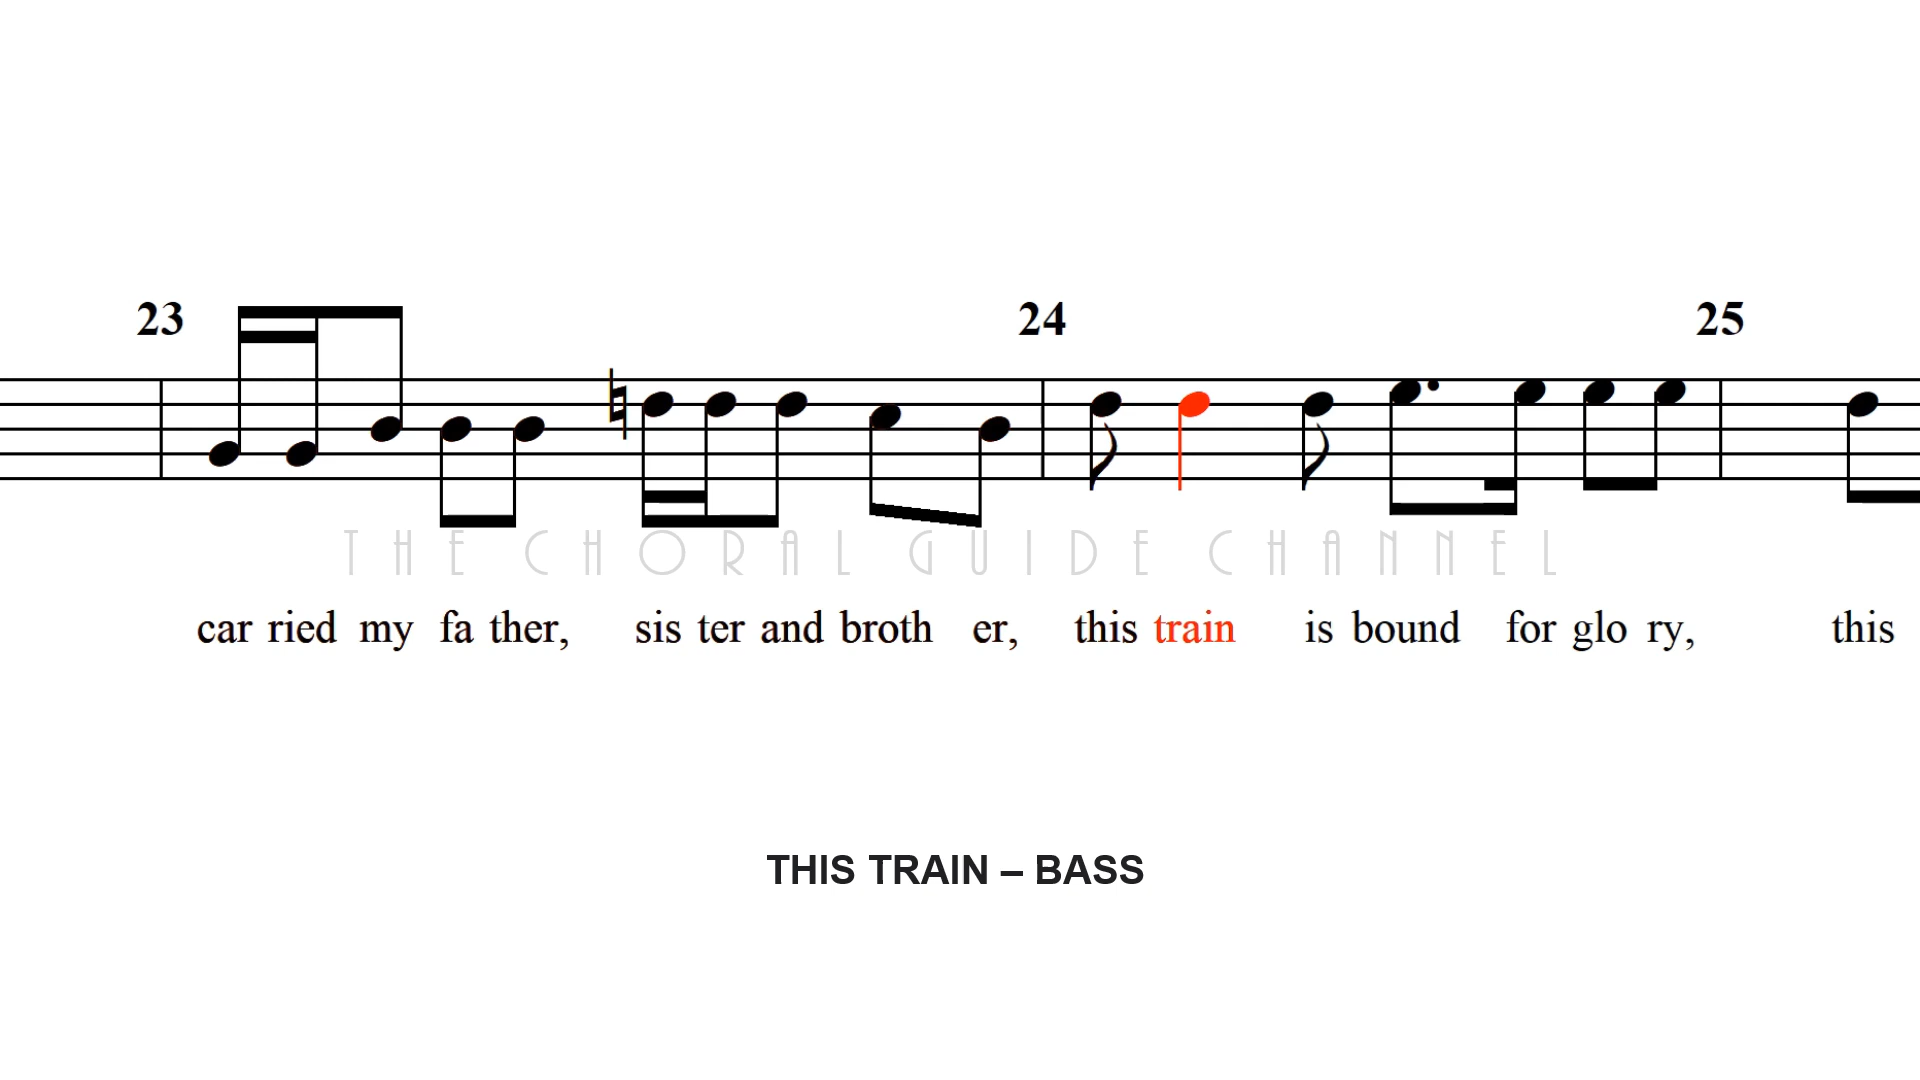 23 24 25
THE CHORAL GUIDE CHANNEL
car ried my fa ther, sis ter and broth er, this train is bound for glo ry, this
THIS TRAIN – BASS